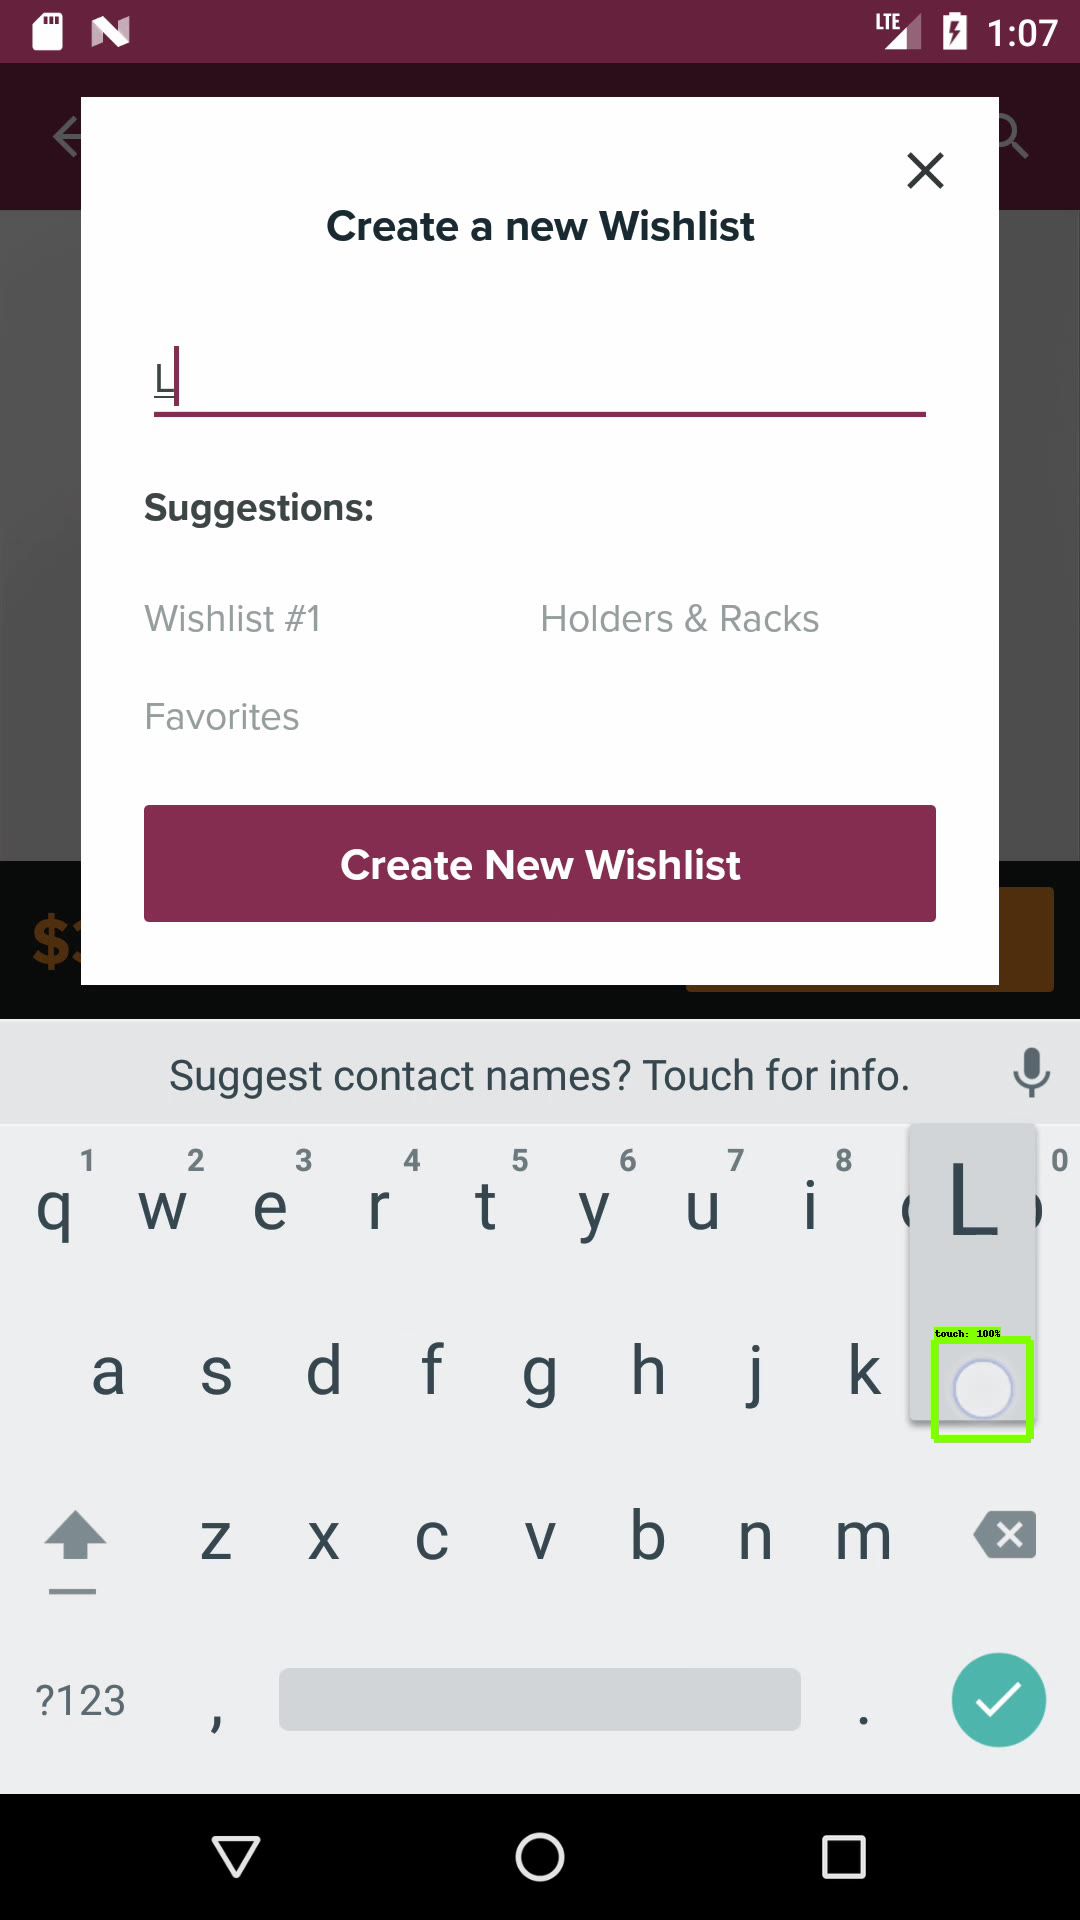 LTE 1:07
Create a new Wishlist
L
Suggestions:
Wishlist #1 Holders & Racks
Favorites
Create New Wishlist
$
Suggest contact names? Touch for info.
1 2 3 4 5 6 7 8 0
q w e r t y u i L
touch: 100%
a s d f g h j k
z x c v b n m
?123 , .